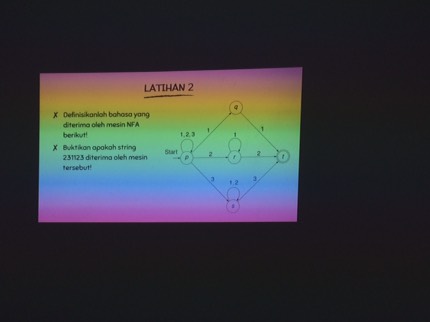 LATIHAN 2
✗ Definisikanlah bahasa yang
diterima oleh mesin NFA
berikut!
✗ Buktikan apakah string
231123 diterima oleh mesin
tersebut!
q
1
1
1, 2, 3
1
Start
p
2
r
2
f
3
1, 2
3
s